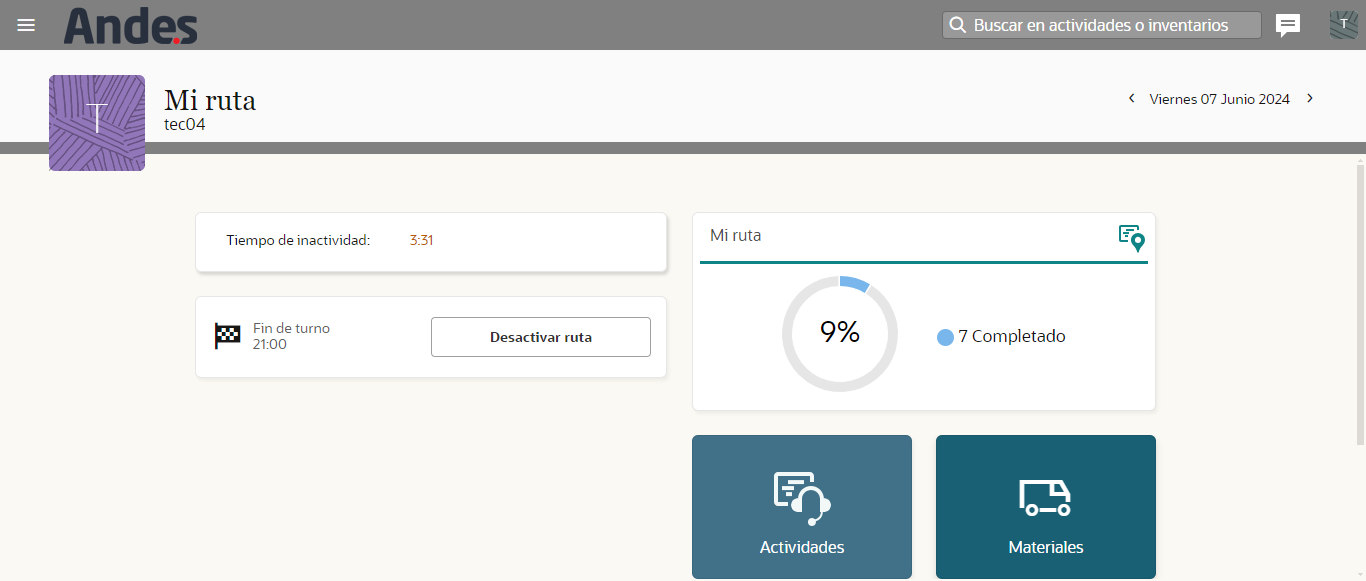 Andes
Buscar en actividades o inventarios
T
T
Mi ruta
tec04
Viernes 07 Junio 2024
Tiempo de inactividad: 3:31
Fin de turno
21:00
Desactivar ruta
Mi ruta
9%
7 Completado
Actividades
Materiales